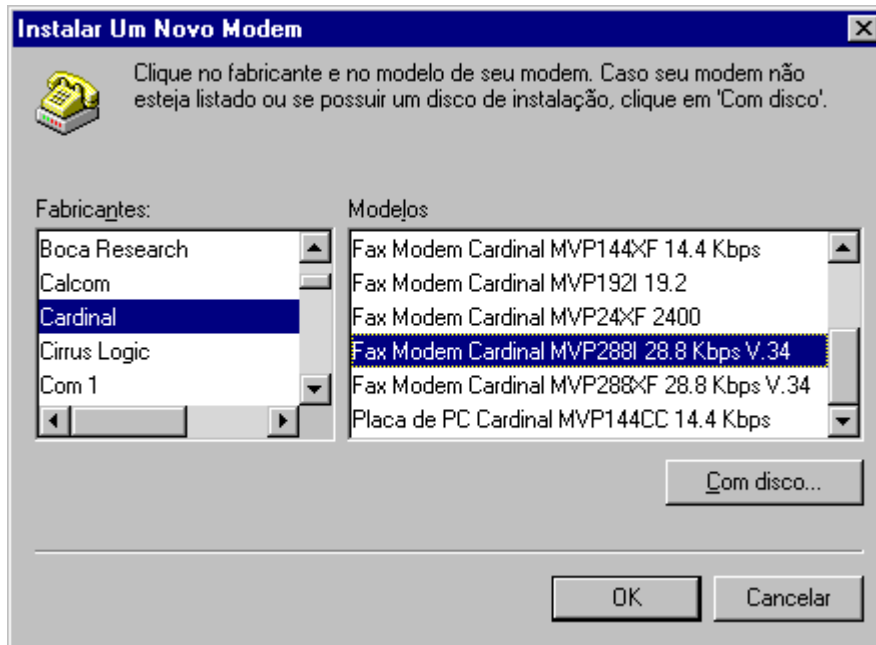 Instalar Um Novo Modem
Clique no fabricante e no modelo de seu modem. Caso seu modem não
esteja listado ou se possuir um disco de instalação, clique em 'Com disco'.
Fabricantes:
Boca Research
Calcom
Cardinal
Cirrus Logic
Com 1
Modelos
Fax Modem Cardinal MVP144XF 14.4 Kbps
Fax Modem Cardinal MVP192I 19.2
Fax Modem Cardinal MVP24XF 2400
Fax Modem Cardinal MVP288I 28.8 Kbps V.34
Fax Modem Cardinal MVP288XF 28.8 Kbps V.34
Placa de PC Cardinal MVP144CC 14.4 Kbps
Com disco...
OK
Cancelar